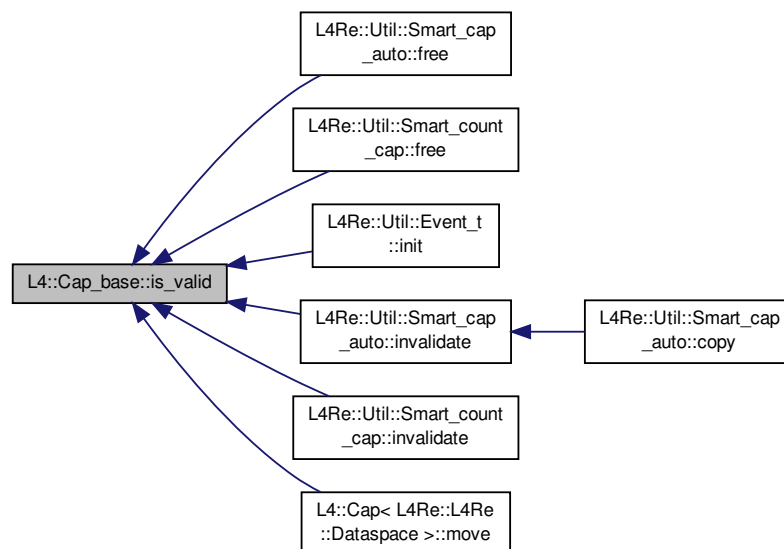 L4Re::Util::Smart_cap
_auto::free
L4Re::Util::Smart_count
_cap::free
L4Re::Util::Event_t
::init
L4::Cap_base::is_valid
L4Re::Util::Smart_cap
_auto::invalidate
L4Re::Util::Smart_cap
_auto::copy
L4Re::Util::Smart_count
_cap::invalidate
L4::Cap< L4Re::L4Re
::Dataspace >::move